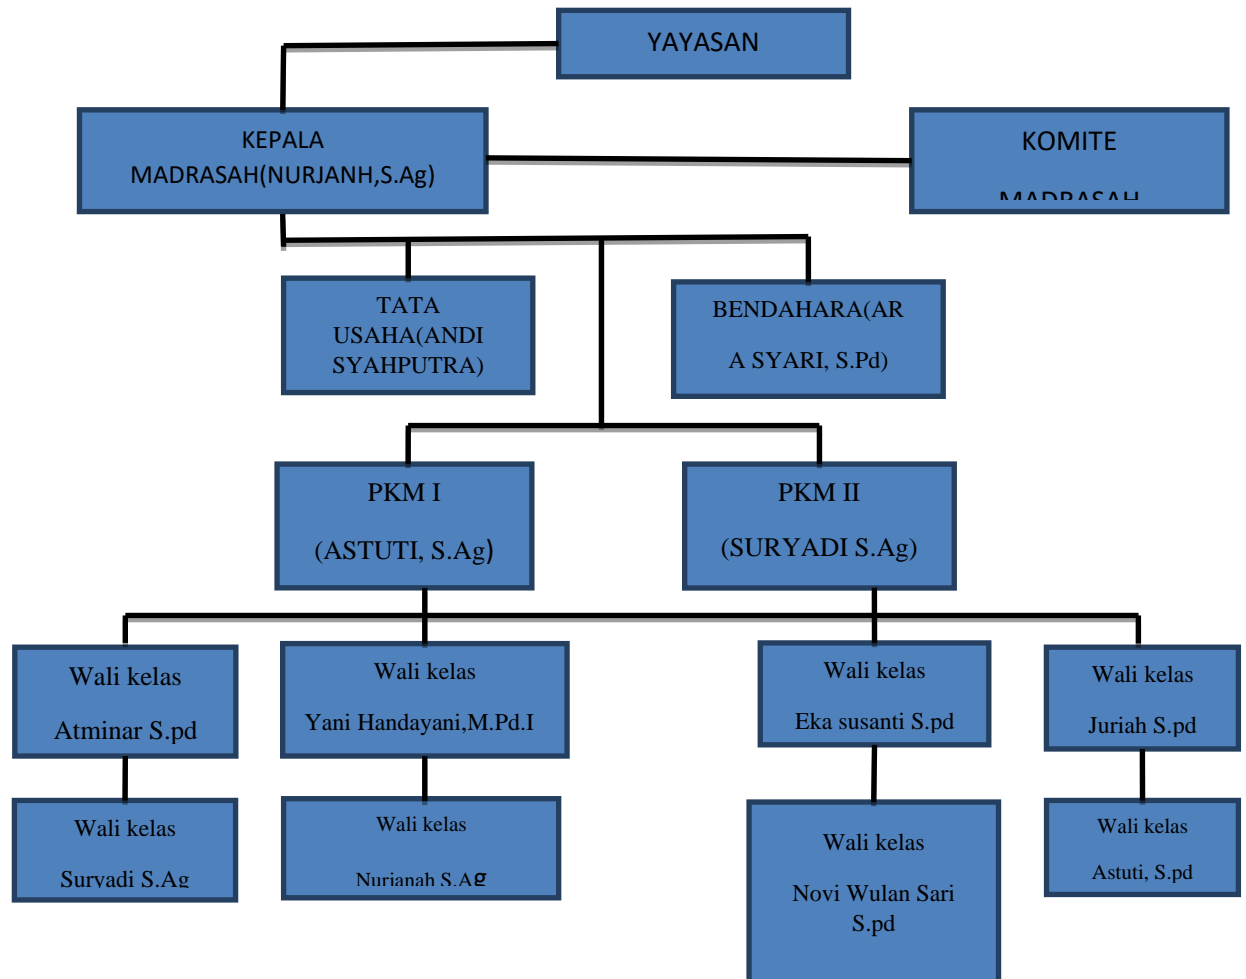 YAYASAN
KEPALA
MADRASAH(NURJANH,S.Ag)
KOMITE
MADRASAH
TATA
USAHA(ANDI
SYAHPUTRA)
BENDAHARA(AR
A SYARI, S.Pd)
PKM I
(ASTUTI, S.Ag)
PKM II
(SURYADI S.Ag)
Wali kelas
Atminar S.pd
Wali kelas
Yani Handayani,M.Pd.I
Wali kelas
Eka susanti S.pd
Wali kelas
Juriah S.pd
Wali kelas
Suryadi S.Ag
Wali kelas
Nurjanah S.Ag
Wali kelas
Novi Wulan Sari
S.pd
Wali kelas
Astuti, S.pd